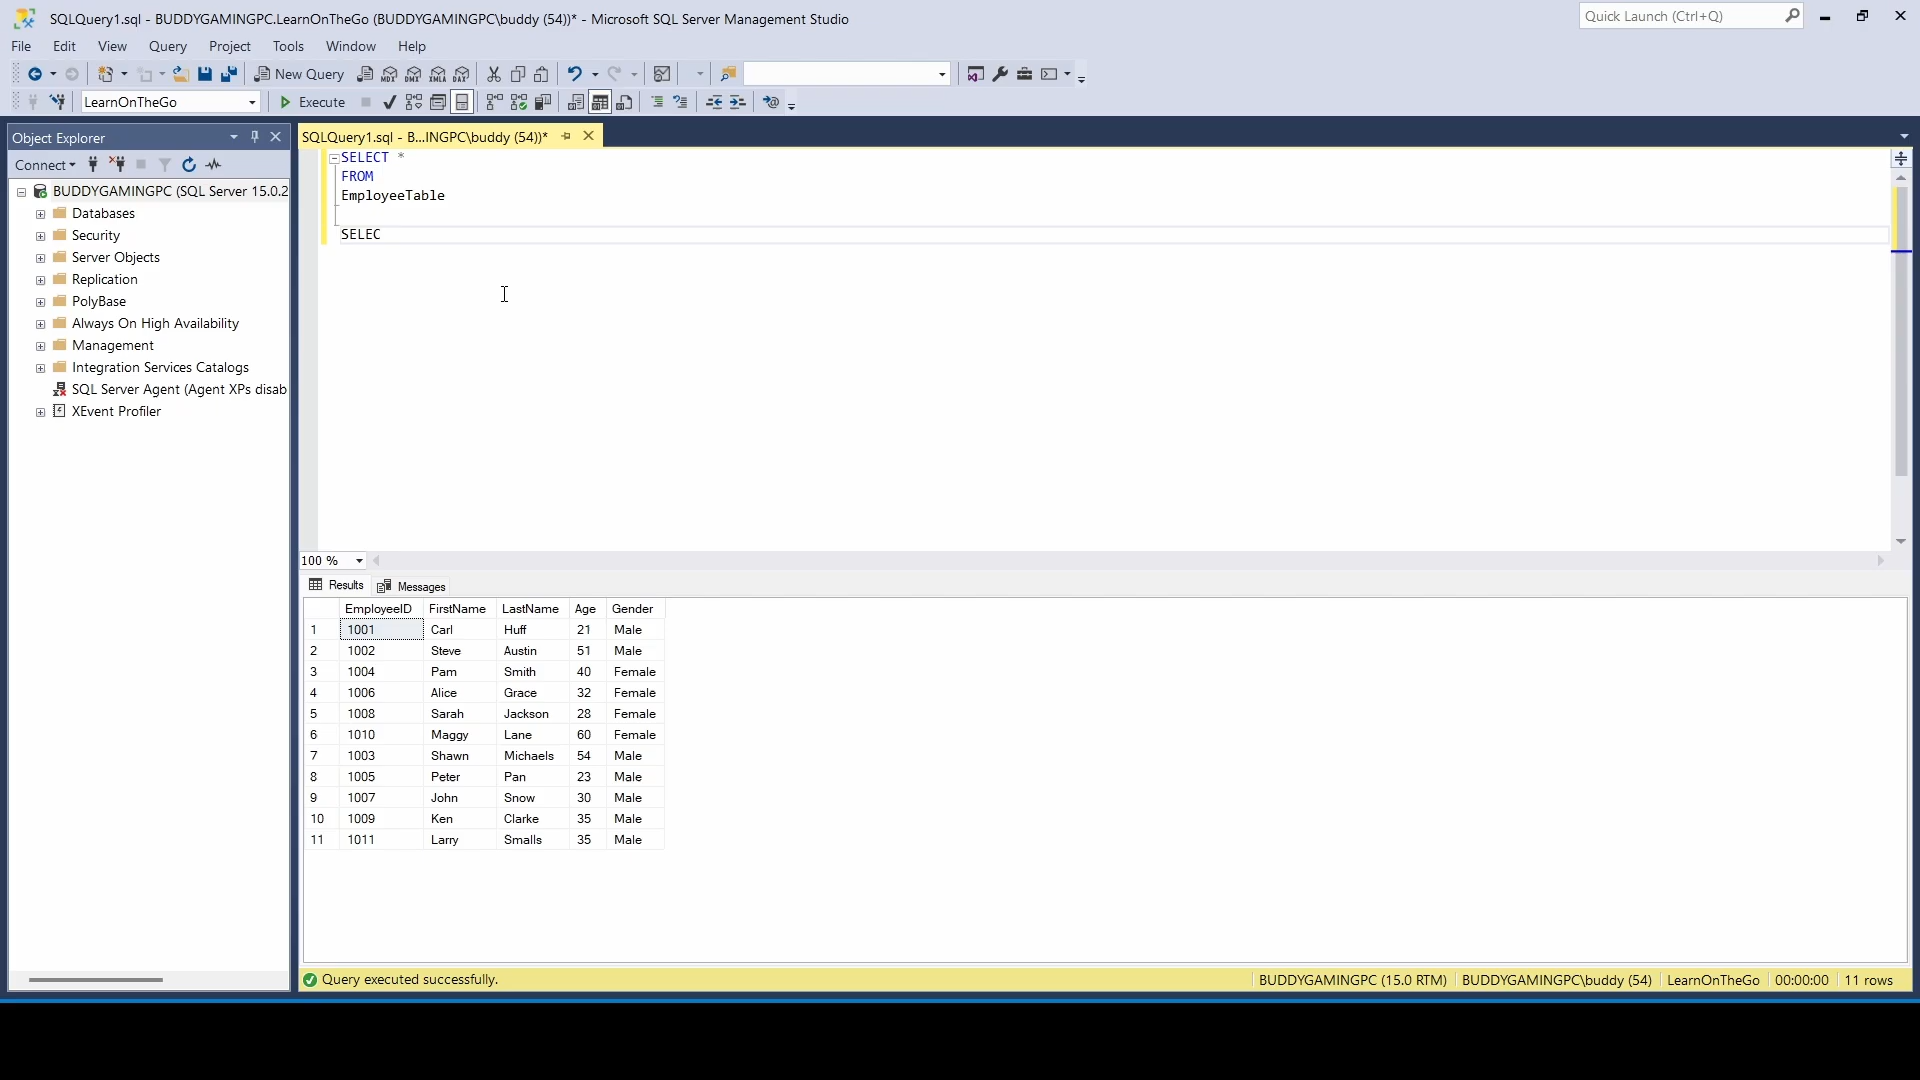 SQLQuery1.sql - BUDDYGAMINGPC.LearnOnTheGo (BUDDYGAMINGPC\buddy (54))* - Microsoft SQL Server Management Studio
Quick Launch (Ctrl+Q)
File Edit View Query Project Tools Window Help
New Query MDX DMX XMLA DAX
LearnOnTheGo Execute
Object Explorer
SQLQuery1.sql - B...INGPC\buddy (54))*
Connect
BUDDYGAMINGPC (SQL Server 15.0.2
Databases
Security
Server Objects
Replication
PolyBase
Always On High Availability
Management
Integration Services Catalogs
SQL Server Agent (Agent XPs disab
XEvent Profiler
SELECT *
FROM
EmployeeTable
SELEC
100 %
Results Messages
EmployeeID FirstName LastName Age Gender
1 1001 Carl Huff 21 Male
2 1002 Steve Austin 51 Male
3 1004 Pam Smith 40 Female
4 1006 Alice Grace 32 Female
5 1008 Sarah Jackson 28 Female
6 1010 Maggy Lane 60 Female
7 1003 Shawn Michaels 54 Male
8 1005 Peter Pan 23 Male
9 1007 John Snow 30 Male
10 1009 Ken Clarke 35 Male
11 1011 Larry Smalls 35 Male
Query executed successfully.
BUDDYGAMINGPC (15.0 RTM) BUDDYGAMINGPC\buddy (54) LearnOnTheGo 00:00:00 11 rows